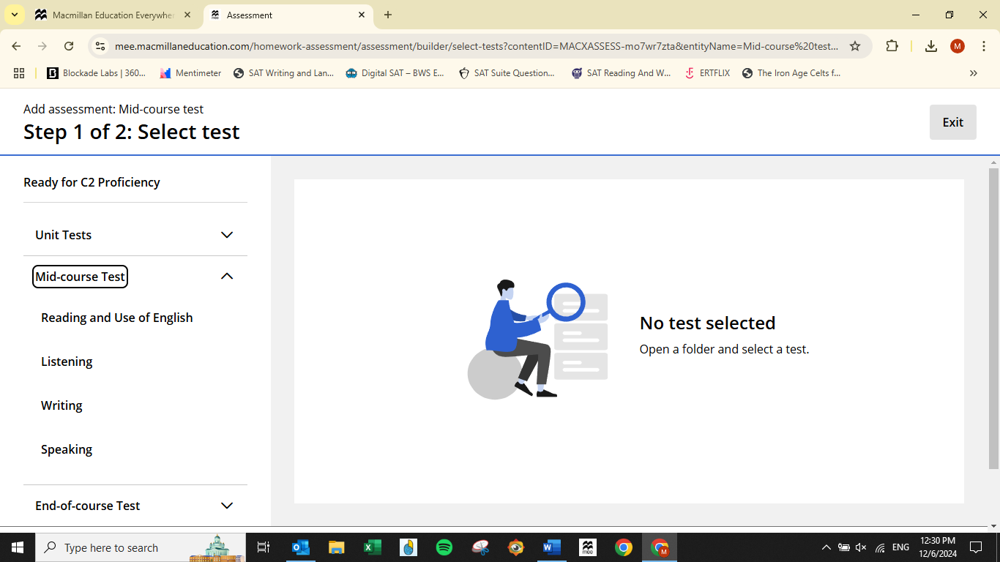 Macmillan Education Everywhe
Assessment
mee.macmillaneducation.com/homework-assessment/assessment/builder/select-tests?contentID=MACXASSESS-mo7wr7zta&entityName=Mid-course%20test...
M
Blockade Labs | 360...
Mentimeter
SAT Writing and Lan...
Digital SAT – BWS E...
SAT Suite Question...
SAT Reading And W...
ERTFLIX
The Iron Age Celts f...
Add assessment: Mid-course test
Step 1 of 2: Select test
Exit
Ready for C2 Proficiency
Unit Tests
Mid-course Test
Reading and Use of English
Listening
Writing
Speaking
End-of-course Test
No test selected
Open a folder and select a test.
Type here to search
mee
M
ENG
12:30 PM
12/6/2024